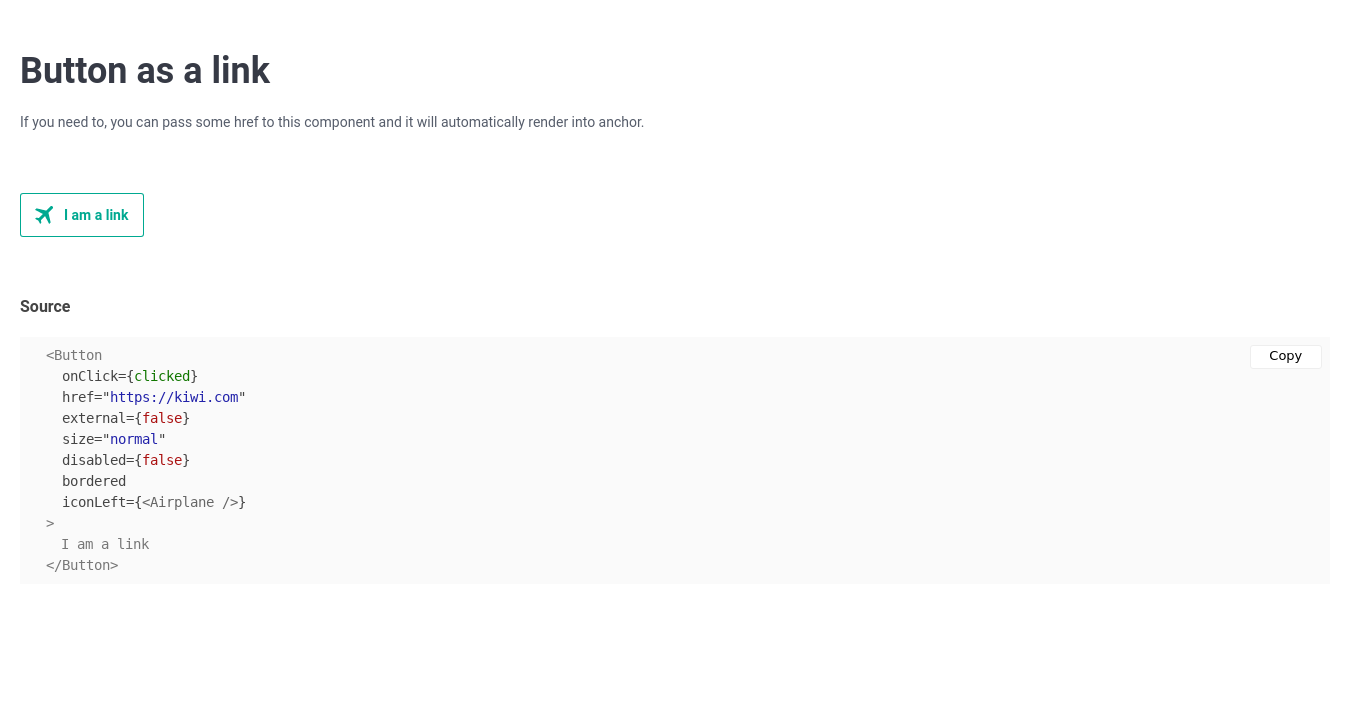 Button as a link
If you need to, you can pass some href to this component and it will automatically render into anchor.
I am a link
Source
Copy
<Button
  onClick={clicked}
  href="https://kiwi.com"
  external={false}
  size="normal"
  disabled={false}
  bordered
  iconLeft={<Airplane />}
>
  I am a link
</Button>